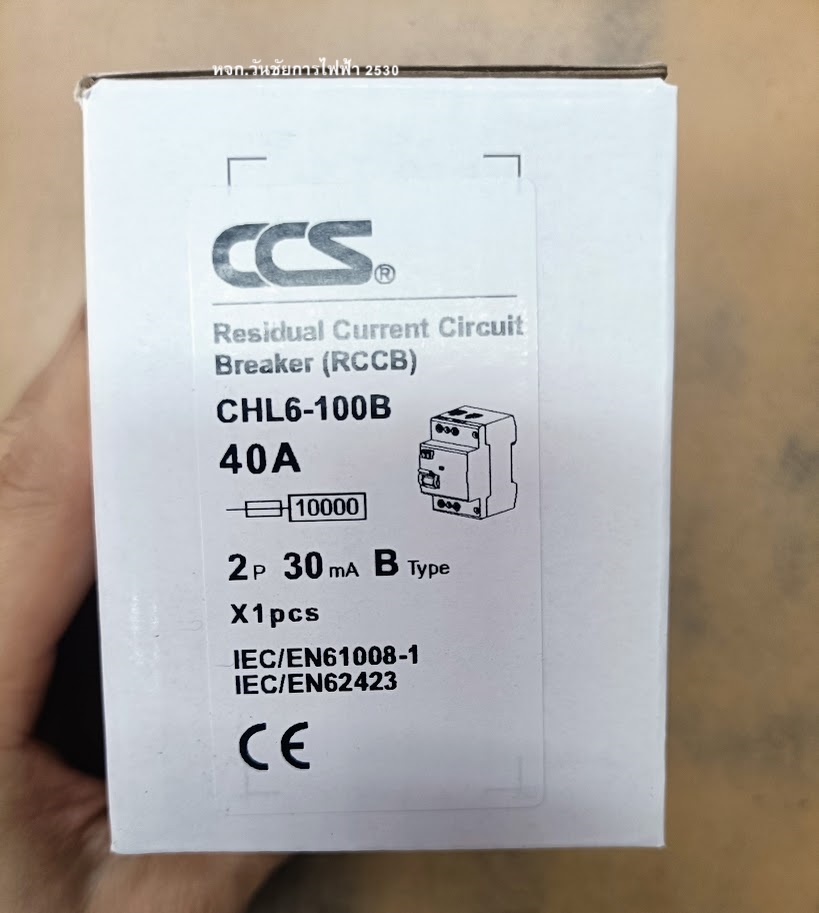 หจก.วันชัยการไฟฟ้า 2530
CCS®
Residual Current Circuit
Breaker (RCCB)
CHL6-100B
40A
10000
2P 30mA B Type
X1pcs
IEC/EN61008-1
IEC/EN62423
CE